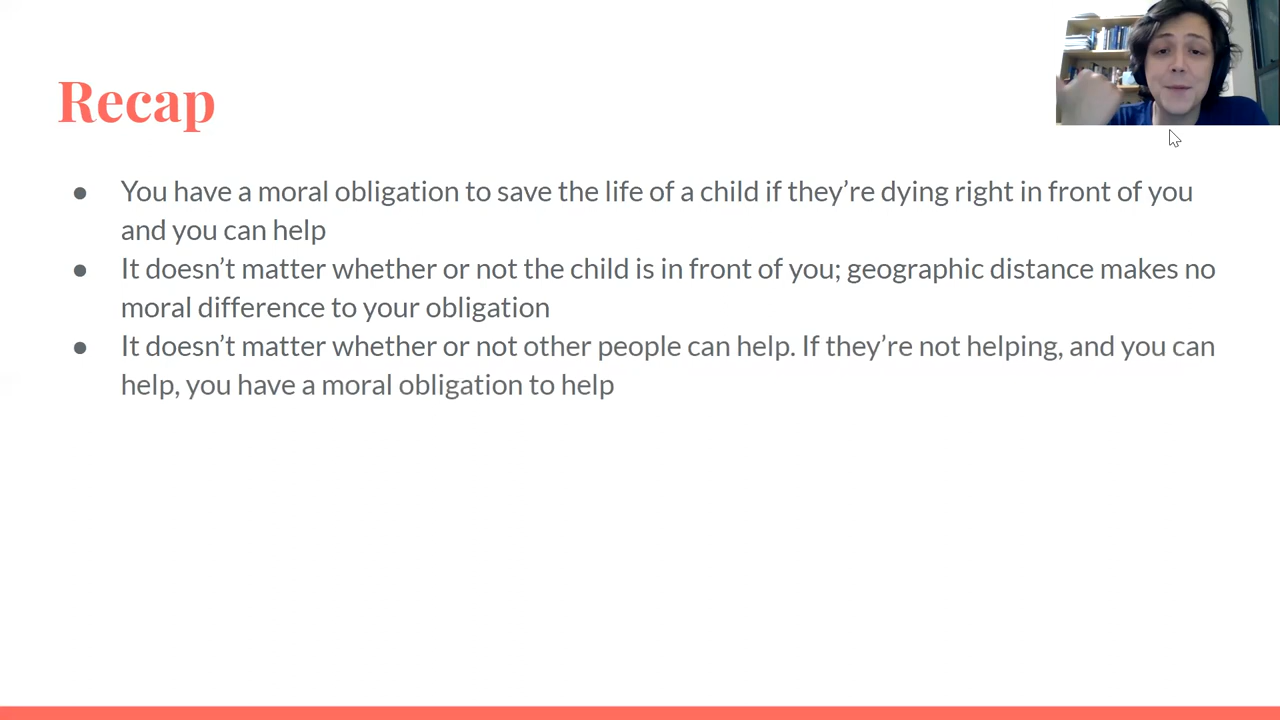 Recap
● You have a moral obligation to save the life of a child if they’re dying right in front of you
and you can help
● It doesn’t matter whether or not the child is in front of you; geographic distance makes no
moral difference to your obligation
● It doesn’t matter whether or not other people can help. If they’re not helping, and you can
help, you have a moral obligation to help